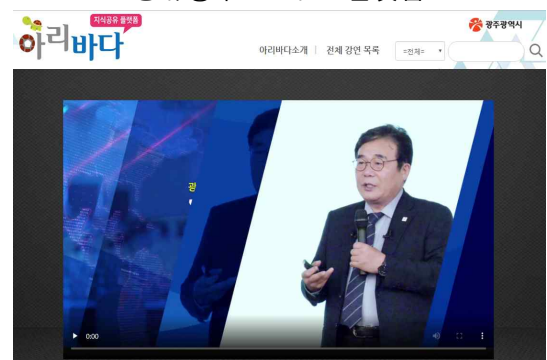 지식공유 플랫폼
아리바다
광주광역시
아리바다소개 | 전체 강연 목록
=전체=
광
0:00